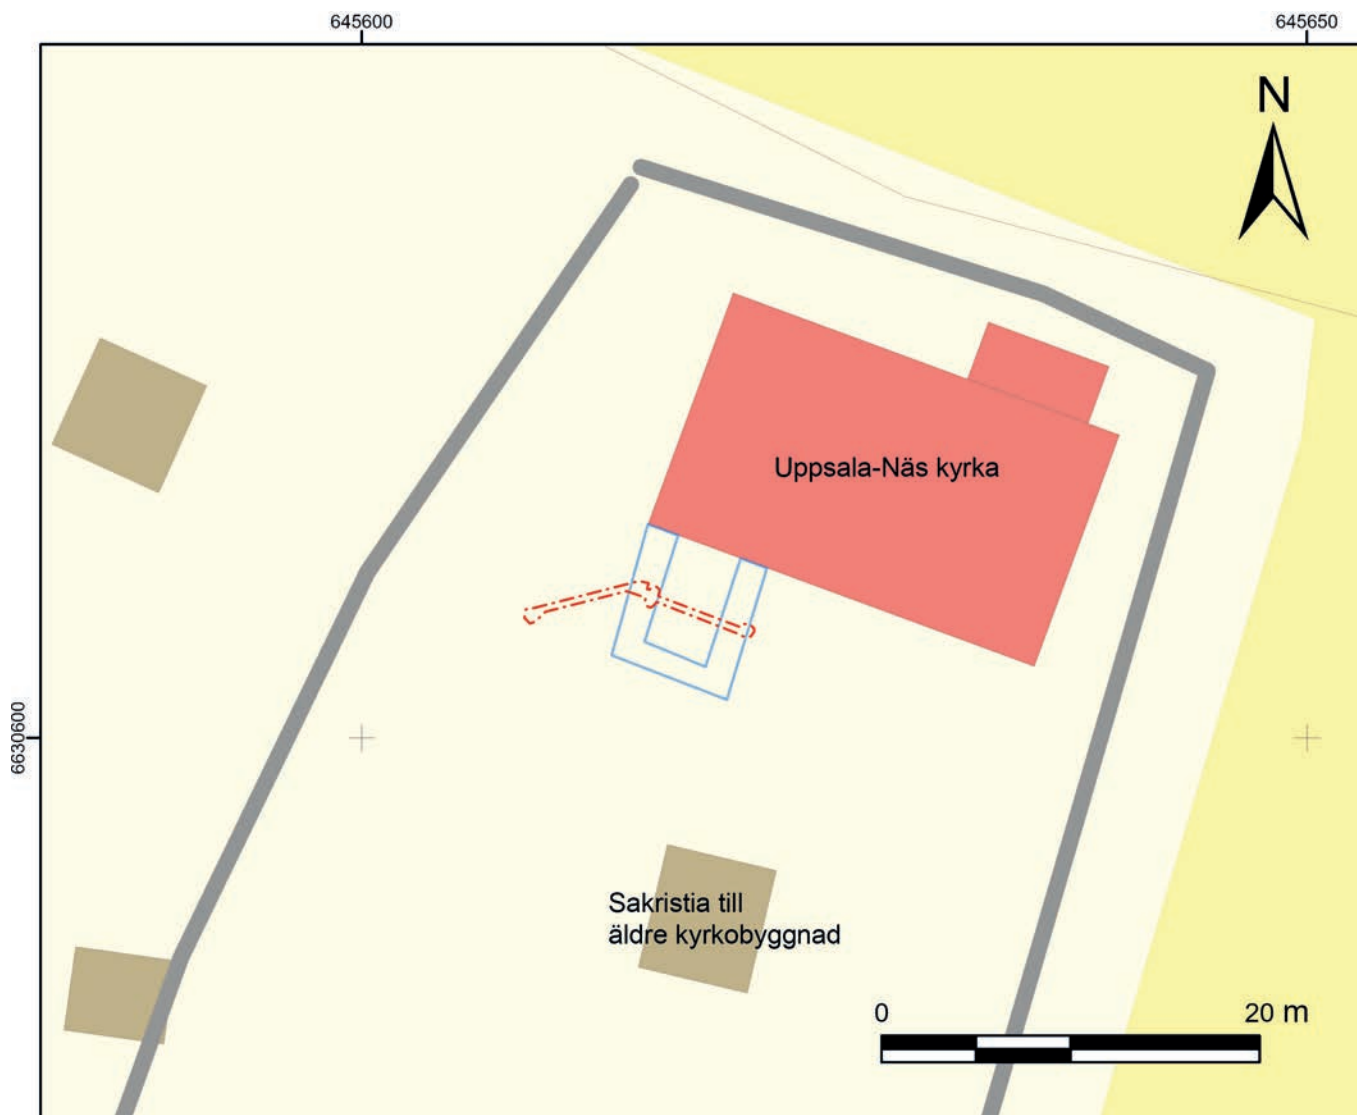 645600
645650
N
Uppsala-Näs kyrka
6630600
Sakristia till
äldre kyrkobyggnad
0
20 m